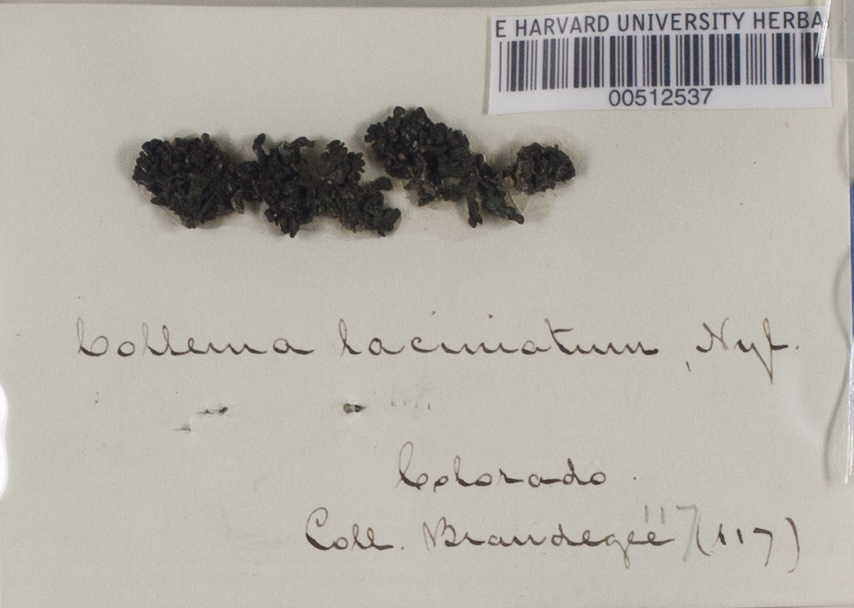 E HARVARD UNIVERSITY HERBA
00512537
Collema laciniatum, Nyl.
Colorado.
Coll. Brandegee 117 (117)